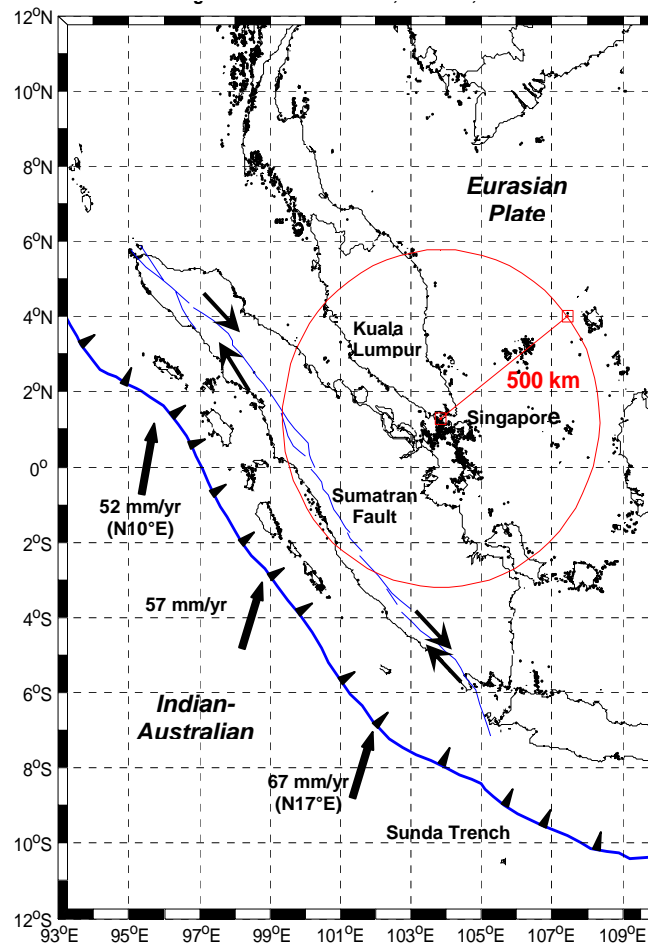 12°N
10°N
8°N
6°N
4°N
2°N
0°
2°S
4°S
6°S
8°S
10°S
12°S
93°E
95°E
97°E
99°E
101°E
103°E
105°E
107°E
109°E
Eurasian
Plate
Kuala
Lumpur
500 km
Singapore
Sumatran
Fault
52 mm/yr
(N10°E)
57 mm/yr
Indian-
Australian
67 mm/yr
(N17°E)
Sunda Trench